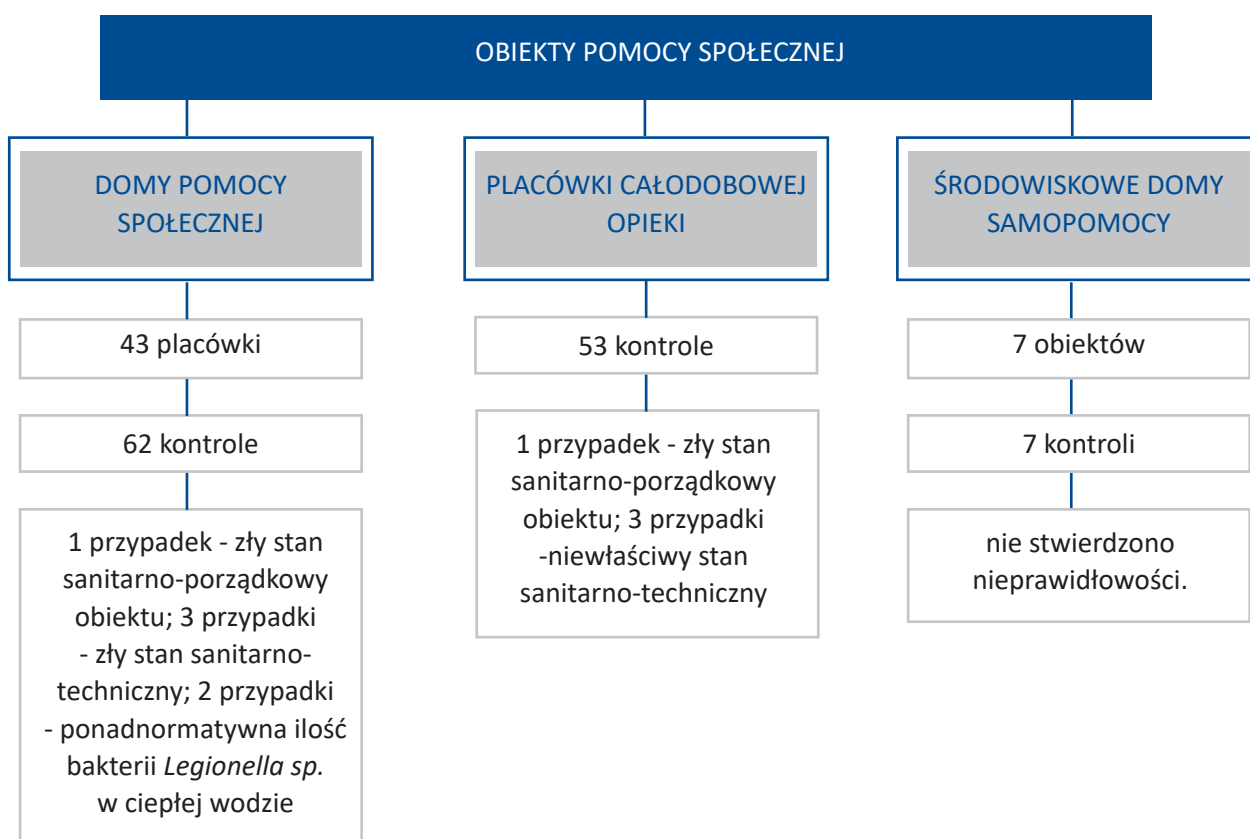 OBIEKTY POMOCY SPOŁECZNEJ
DOMY POMOCY
SPOŁECZNEJ
43 placówki
62 kontrole
1 przypadek - zły stan
sanitarno-porządkowy
obiektu; 3 przypadki
- zły stan sanitarno-
techniczny; 2 przypadki
- ponadnormatywna ilość
bakterii Legionella sp.
w ciepłej wodzie
PLACÓWKI CAŁODOBOWEJ
OPIEKI
53 kontrole
1 przypadek - zły stan
sanitarno-porządkowy
obiektu; 3 przypadki
-niewłaściwy stan
sanitarno-techniczny
ŚRODOWISKOWE DOMY
SAMOPOMOCY
7 obiektów
7 kontroli
nie stwierdzono
nieprawidłowości.